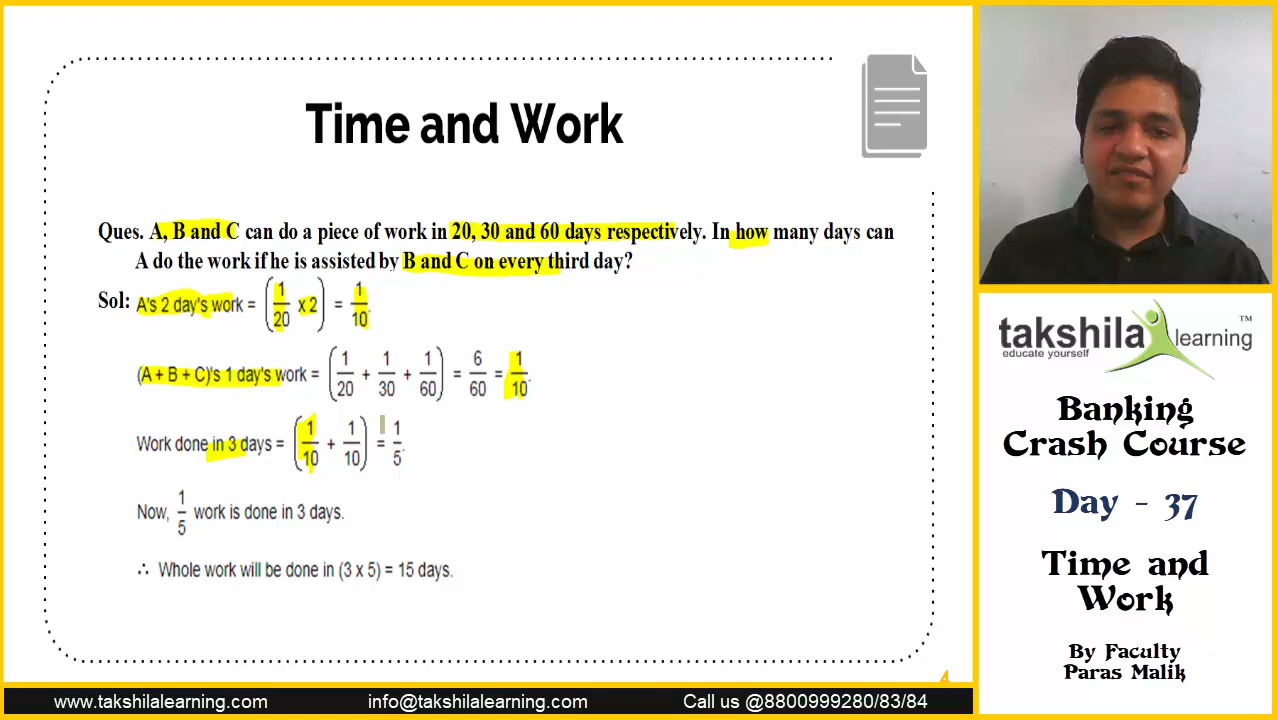 Time and Work
Ques. A, B and C can do a piece of work in 20, 30 and 60 days respectively. In how many days can
A do the work if he is assisted by B and C on every third day?
Sol: A's 2 day's work = (1/20 x 2) = 1/10.
(A + B + C)'s 1 day's work = (1/20 + 1/30 + 1/60) = 6/60 = 1/10.
Work done in 3 days = (1/10 + 1/10) = 1/5.
Now, 1/5 work is done in 3 days.
∴ Whole work will be done in (3 x 5) = 15 days.
4
www.takshilalearning.com info@takshilalearning.com Call us @8800999280/83/84
takshila learning ™
educate yourself
Banking
Crash Course
Day - 37
Time and
Work
By Faculty
Paras Malik